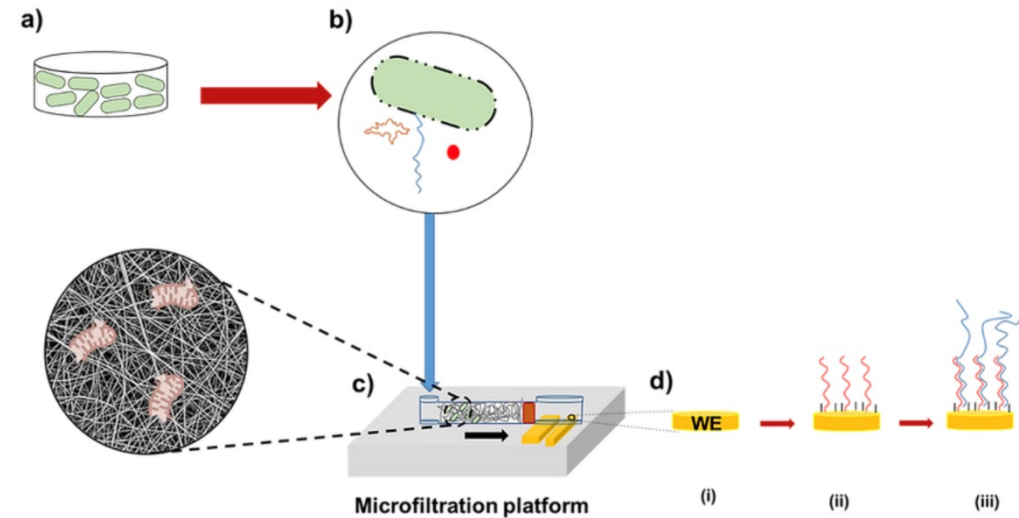 a)
b)
c)
d)
WE
(i)
(ii)
(iii)
Microfiltration platform